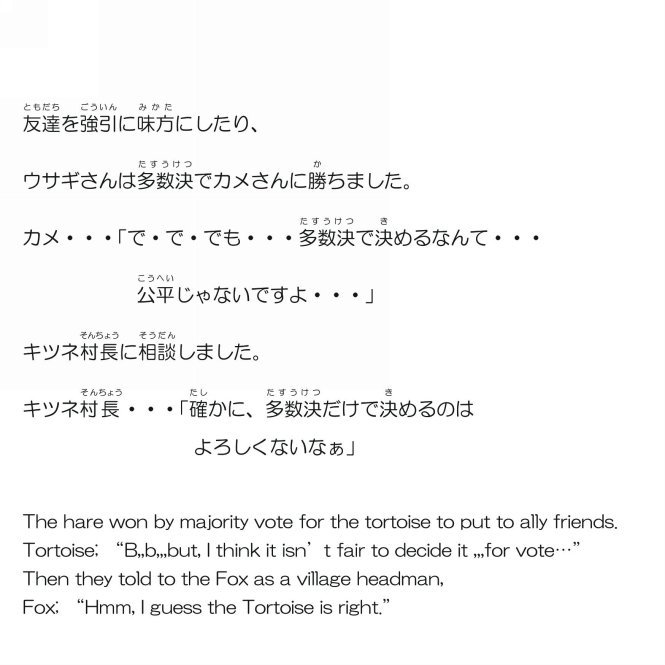 友達を強引に味方にしたり、
ウサギさんは多数決でカメさんに勝ちました。
カメ・・・「で・で・でも・・・多数決で決めるなんて・・・
公平じゃないですよ・・・」
キツネ村長に相談しました。
キツネ村長・・・「確かに、多数決だけで決めるのは
よろしくないなぁ」
The hare won by majority vote for the tortoise to put to ally friends.
Tortoise; “B,,b,,,but, I think it isn’t fair to decide it ,,,for vote…”
Then they told to the Fox as a village headman,
Fox; “Hmm, I guess the Tortoise is right.”